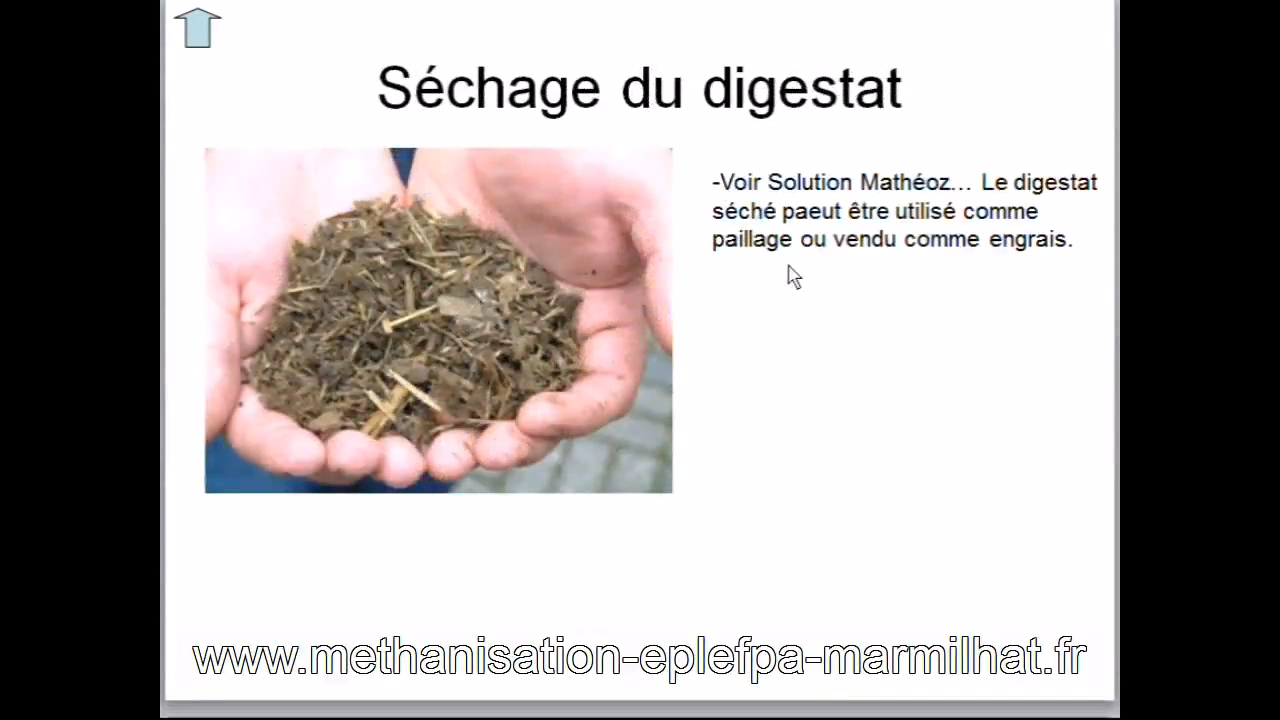 Séchage du digestat
-Voir Solution Mathéoz... Le digestat
séché paeut être utilisé comme
paillage ou vendu comme engrais.
www.methanisation-eplefpa-marmilhat.fr